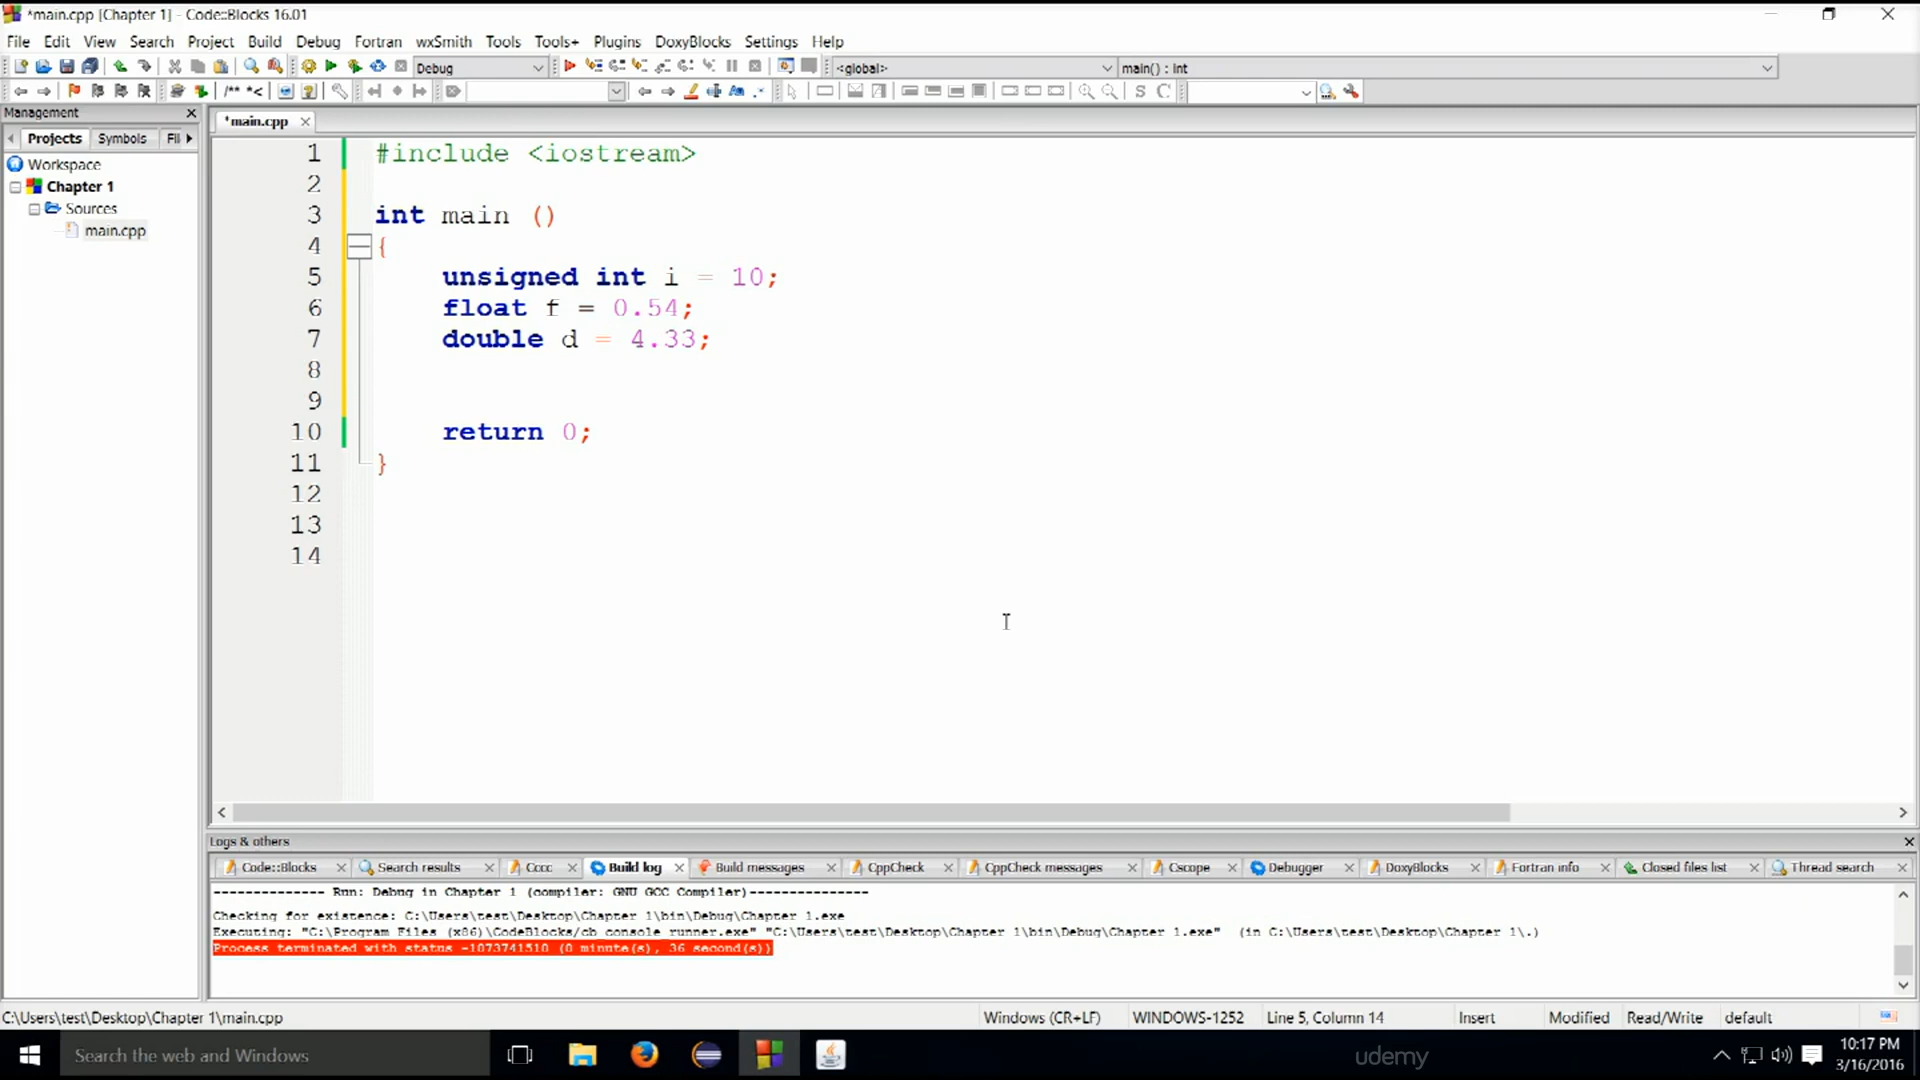 *main.cpp [Chapter 1] - Code::Blocks 16.01
File Edit View Search Project Build Debug Fortran wxSmith Tools Tools+ Plugins DoxyBlocks Settings Help
Debug <global> main() : int
/** *< S C
Management
*main.cpp
Projects Symbols Fil
Workspace
Chapter 1
Sources
main.cpp
1 #include <iostream>
2
3 int main ()
4 {
5 unsigned int i = 10;
6 float f = 0.54;
7 double d = 4.33;
8
9
10 return 0;
11 }
12
13
14
Logs & others
Code::Blocks Search results Cccc Build log Build messages CppCheck CppCheck messages Cscope Debugger DoxyBlocks Fortran info Closed files list Thread search
-------------- Run: Debug in Chapter 1 (compiler: GNU GCC Compiler)---------------
Checking for existence: C:\Users\test\Desktop\Chapter 1\bin\Debug\Chapter 1.exe
Executing: "C:\Program Files (x86)\CodeBlocks/cb_console_runner.exe" "C:\Users\test\Desktop\Chapter 1\bin\Debug\Chapter 1.exe" (in C:\Users\test\Desktop\Chapter 1\.)
Process terminated with status -1073741510 (0 minute(s), 36 second(s))
C:\Users\test\Desktop\Chapter 1\main.cpp Windows (CR+LF) WINDOWS-1252 Line 5, Column 14 Insert Modified Read/Write default
Search the web and Windows
udemy
10:17 PM
3/16/2016